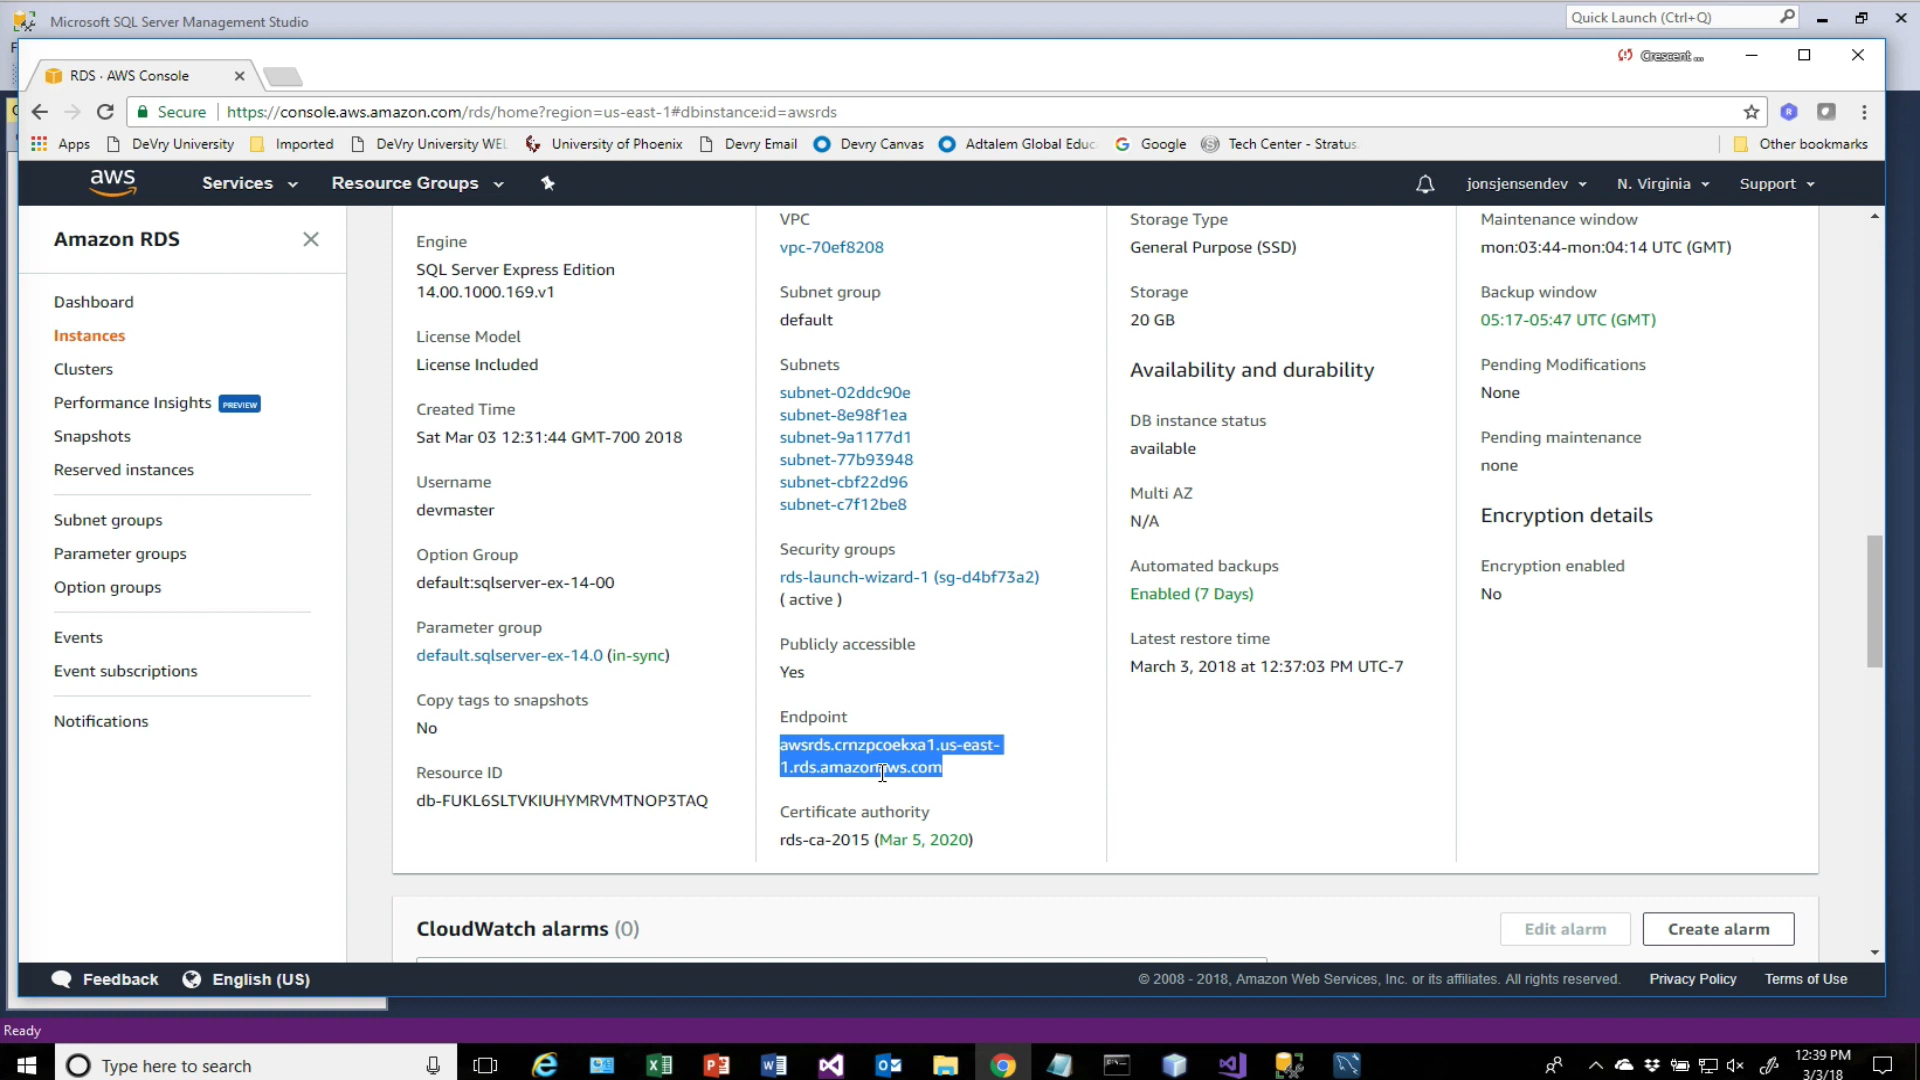 Microsoft SQL Server Management Studio
Quick Launch (Ctrl+Q)
Crescent ...
RDS · AWS Console
Secure
https://console.aws.amazon.com/rds/home?region=us-east-1#dbinstance:id=awsrds
Apps
DeVry University
Imported
DeVry University WEL
University of Phoenix
Devry Email
Devry Canvas
Adtalem Global Educ
Google
Tech Center - Stratus
Other bookmarks
aws
Services
Resource Groups
jonsjensendev
N. Virginia
Support
Amazon RDS
Dashboard
Instances
Clusters
Performance Insights PREVIEW
Snapshots
Reserved instances
Subnet groups
Parameter groups
Option groups
Events
Event subscriptions
Notifications
Engine
SQL Server Express Edition
14.00.1000.169.v1
License Model
License Included
Created Time
Sat Mar 03 12:31:44 GMT-700 2018
Username
devmaster
Option Group
default:sqlserver-ex-14-00
Parameter group
default.sqlserver-ex-14.0 (in-sync)
Copy tags to snapshots
No
Resource ID
db-FUKL6SLTVKIUHYMRVMTNOP3TAQ
VPC
vpc-70ef8208
Subnet group
default
Subnets
subnet-02ddc90e
subnet-8e98f1ea
subnet-9a1177d1
subnet-77b93948
subnet-cbf22d96
subnet-c7f12be8
Security groups
rds-launch-wizard-1 (sg-d4bf73a2)
( active )
Publicly accessible
Yes
Endpoint
awsrds.crnzpcoekxa1.us-east-
1.rds.amazonaws.com
Certificate authority
rds-ca-2015 (Mar 5, 2020)
Storage Type
General Purpose (SSD)
Storage
20 GB
Availability and durability
DB instance status
available
Multi AZ
N/A
Automated backups
Enabled (7 Days)
Latest restore time
March 3, 2018 at 12:37:03 PM UTC-7
Maintenance window
mon:03:44-mon:04:14 UTC (GMT)
Backup window
05:17-05:47 UTC (GMT)
Pending Modifications
None
Pending maintenance
none
Encryption details
Encryption enabled
No
CloudWatch alarms (0)
Edit alarm
Create alarm
Feedback
English (US)
© 2008 - 2018, Amazon Web Services, Inc. or its affiliates. All rights reserved.
Privacy Policy
Terms of Use
Ready
Type here to search
12:39 PM
3/3/18